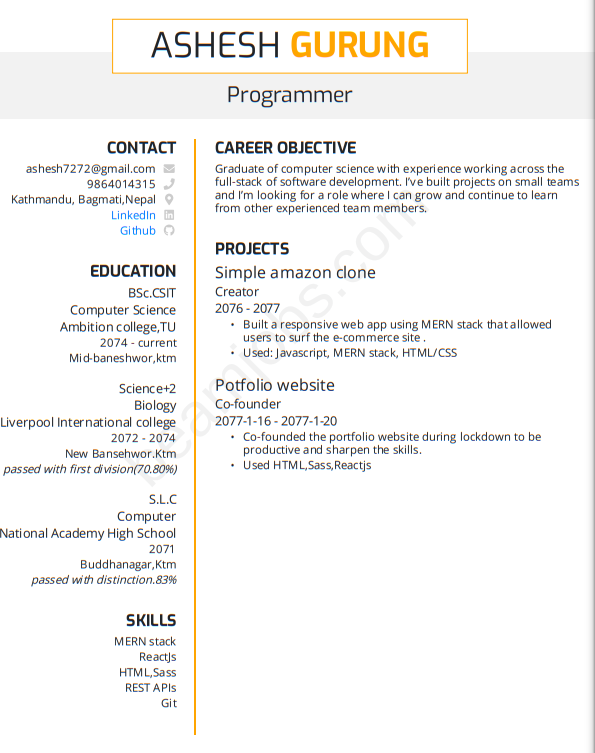 ASHESH GURUNG
Programmer
CONTACT
ashesh7272@gmail.com
9864014315
Kathmandu, Bagmati,Nepal
LinkedIn
Github
EDUCATION
BSc.CSIT
Computer Science
Ambition college,TU
2074 - current
Mid-baneshwor,ktm
Science+2
Biology
Liverpool International college
2072 - 2074
New Bansehwor.Ktm
passed with first division(70.80%)
S.L.C
Computer
National Academy High School
2071
Buddhanagar,Ktm
passed with distinction.83%
SKILLS
MERN stack
ReactJs
HTML,Sass
REST APIs
Git
CAREER OBJECTIVE
Graduate of computer science with experience working across the
full-stack of software development. I've built projects on small teams
and I'm looking for a role where I can grow and continue to learn
from other experienced team members.
PROJECTS
Simple amazon clone
Creator
2076 - 2077
• Built a responsive web app using MERN stack that allowed
users to surf the e-commerce site .
• Used: Javascript, MERN stack, HTML/CSS
Potfolio website
Co-founder
2077-1-16 - 2077-1-20
• Co-founded the portfolio website during lockdown to be
productive and sharpen the skills.
• Used HTML,Sass,Reactjs
beamjobs.com